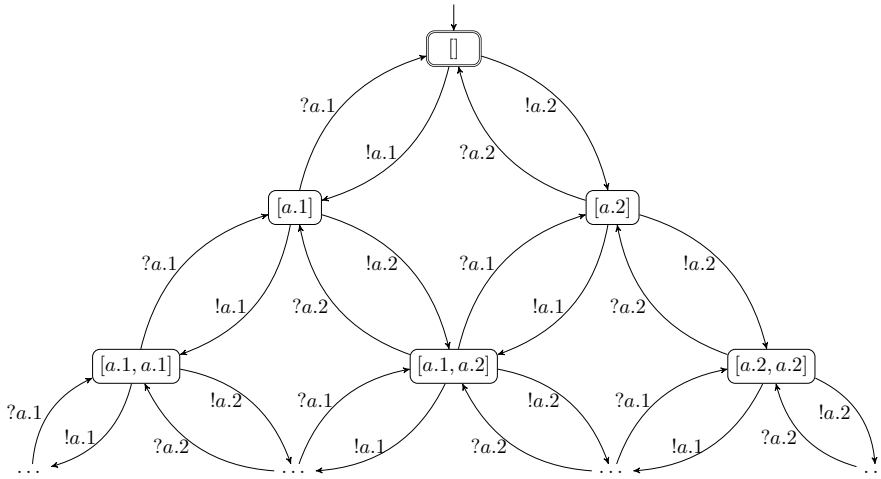 []
?a.1 !a.2
!a.1 ?a.2
[a.1] [a.2]
?a.1 !a.2 ?a.1 !a.2
!a.1 ?a.2 !a.1 ?a.2
[a.1, a.1] [a.1, a.2] [a.2, a.2]
?a.1 !a.2 ?a.1 !a.2 ?a.1 !a.2
!a.1 ?a.2 !a.1 ?a.2 !a.1 ?a.2
... ... ... ..